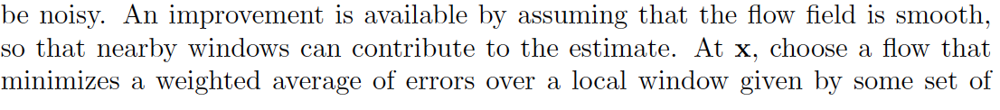 be noisy. An improvement is available by assuming that the flow field is smooth,
so that nearby windows can contribute to the estimate. At x, choose a flow that
minimizes a weighted average of errors over a local window given by some set of